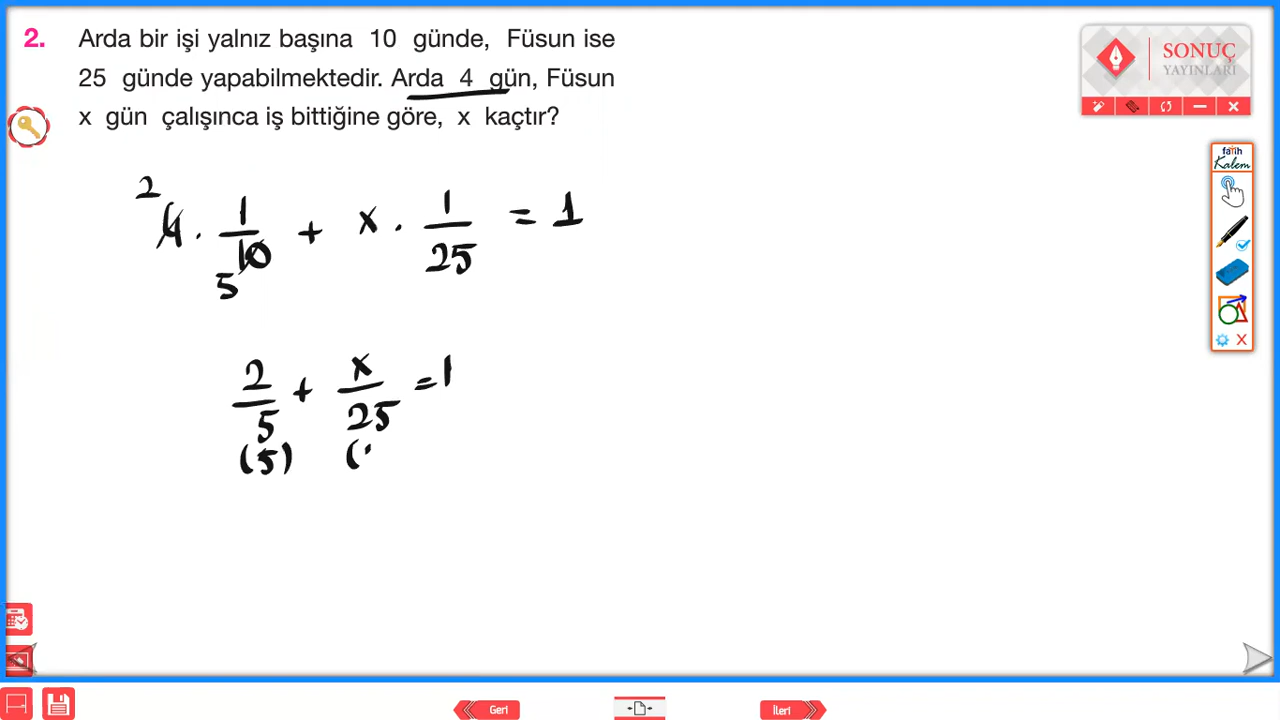 2. Arda bir işi yalnız başına 10 günde, Füsun ise
25 günde yapabilmektedir. Arda 4 gün, Füsun
x gün çalışınca iş bittiğine göre, x kaçtır?
SONUÇ
YAYINLARI
fatih
Kalem
2
4 · 1/10 + x · 1/25 = 1
5
2/5 + x/25 = 1
(5) (
Geri
İleri